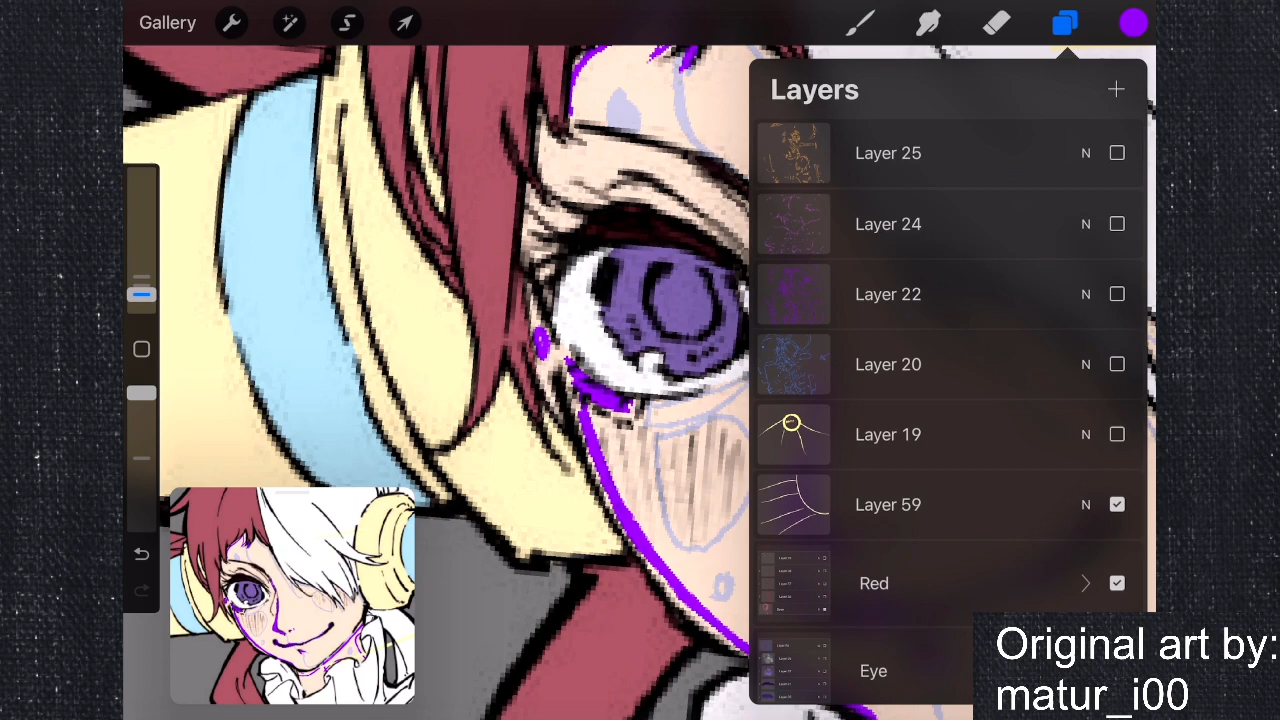 Gallery
Layers
Layer 25 N
Layer 24 N
Layer 22 N
Layer 20 N
Layer 19 N
Layer 59 N
Red
Eye
Original art by:
matur_i00